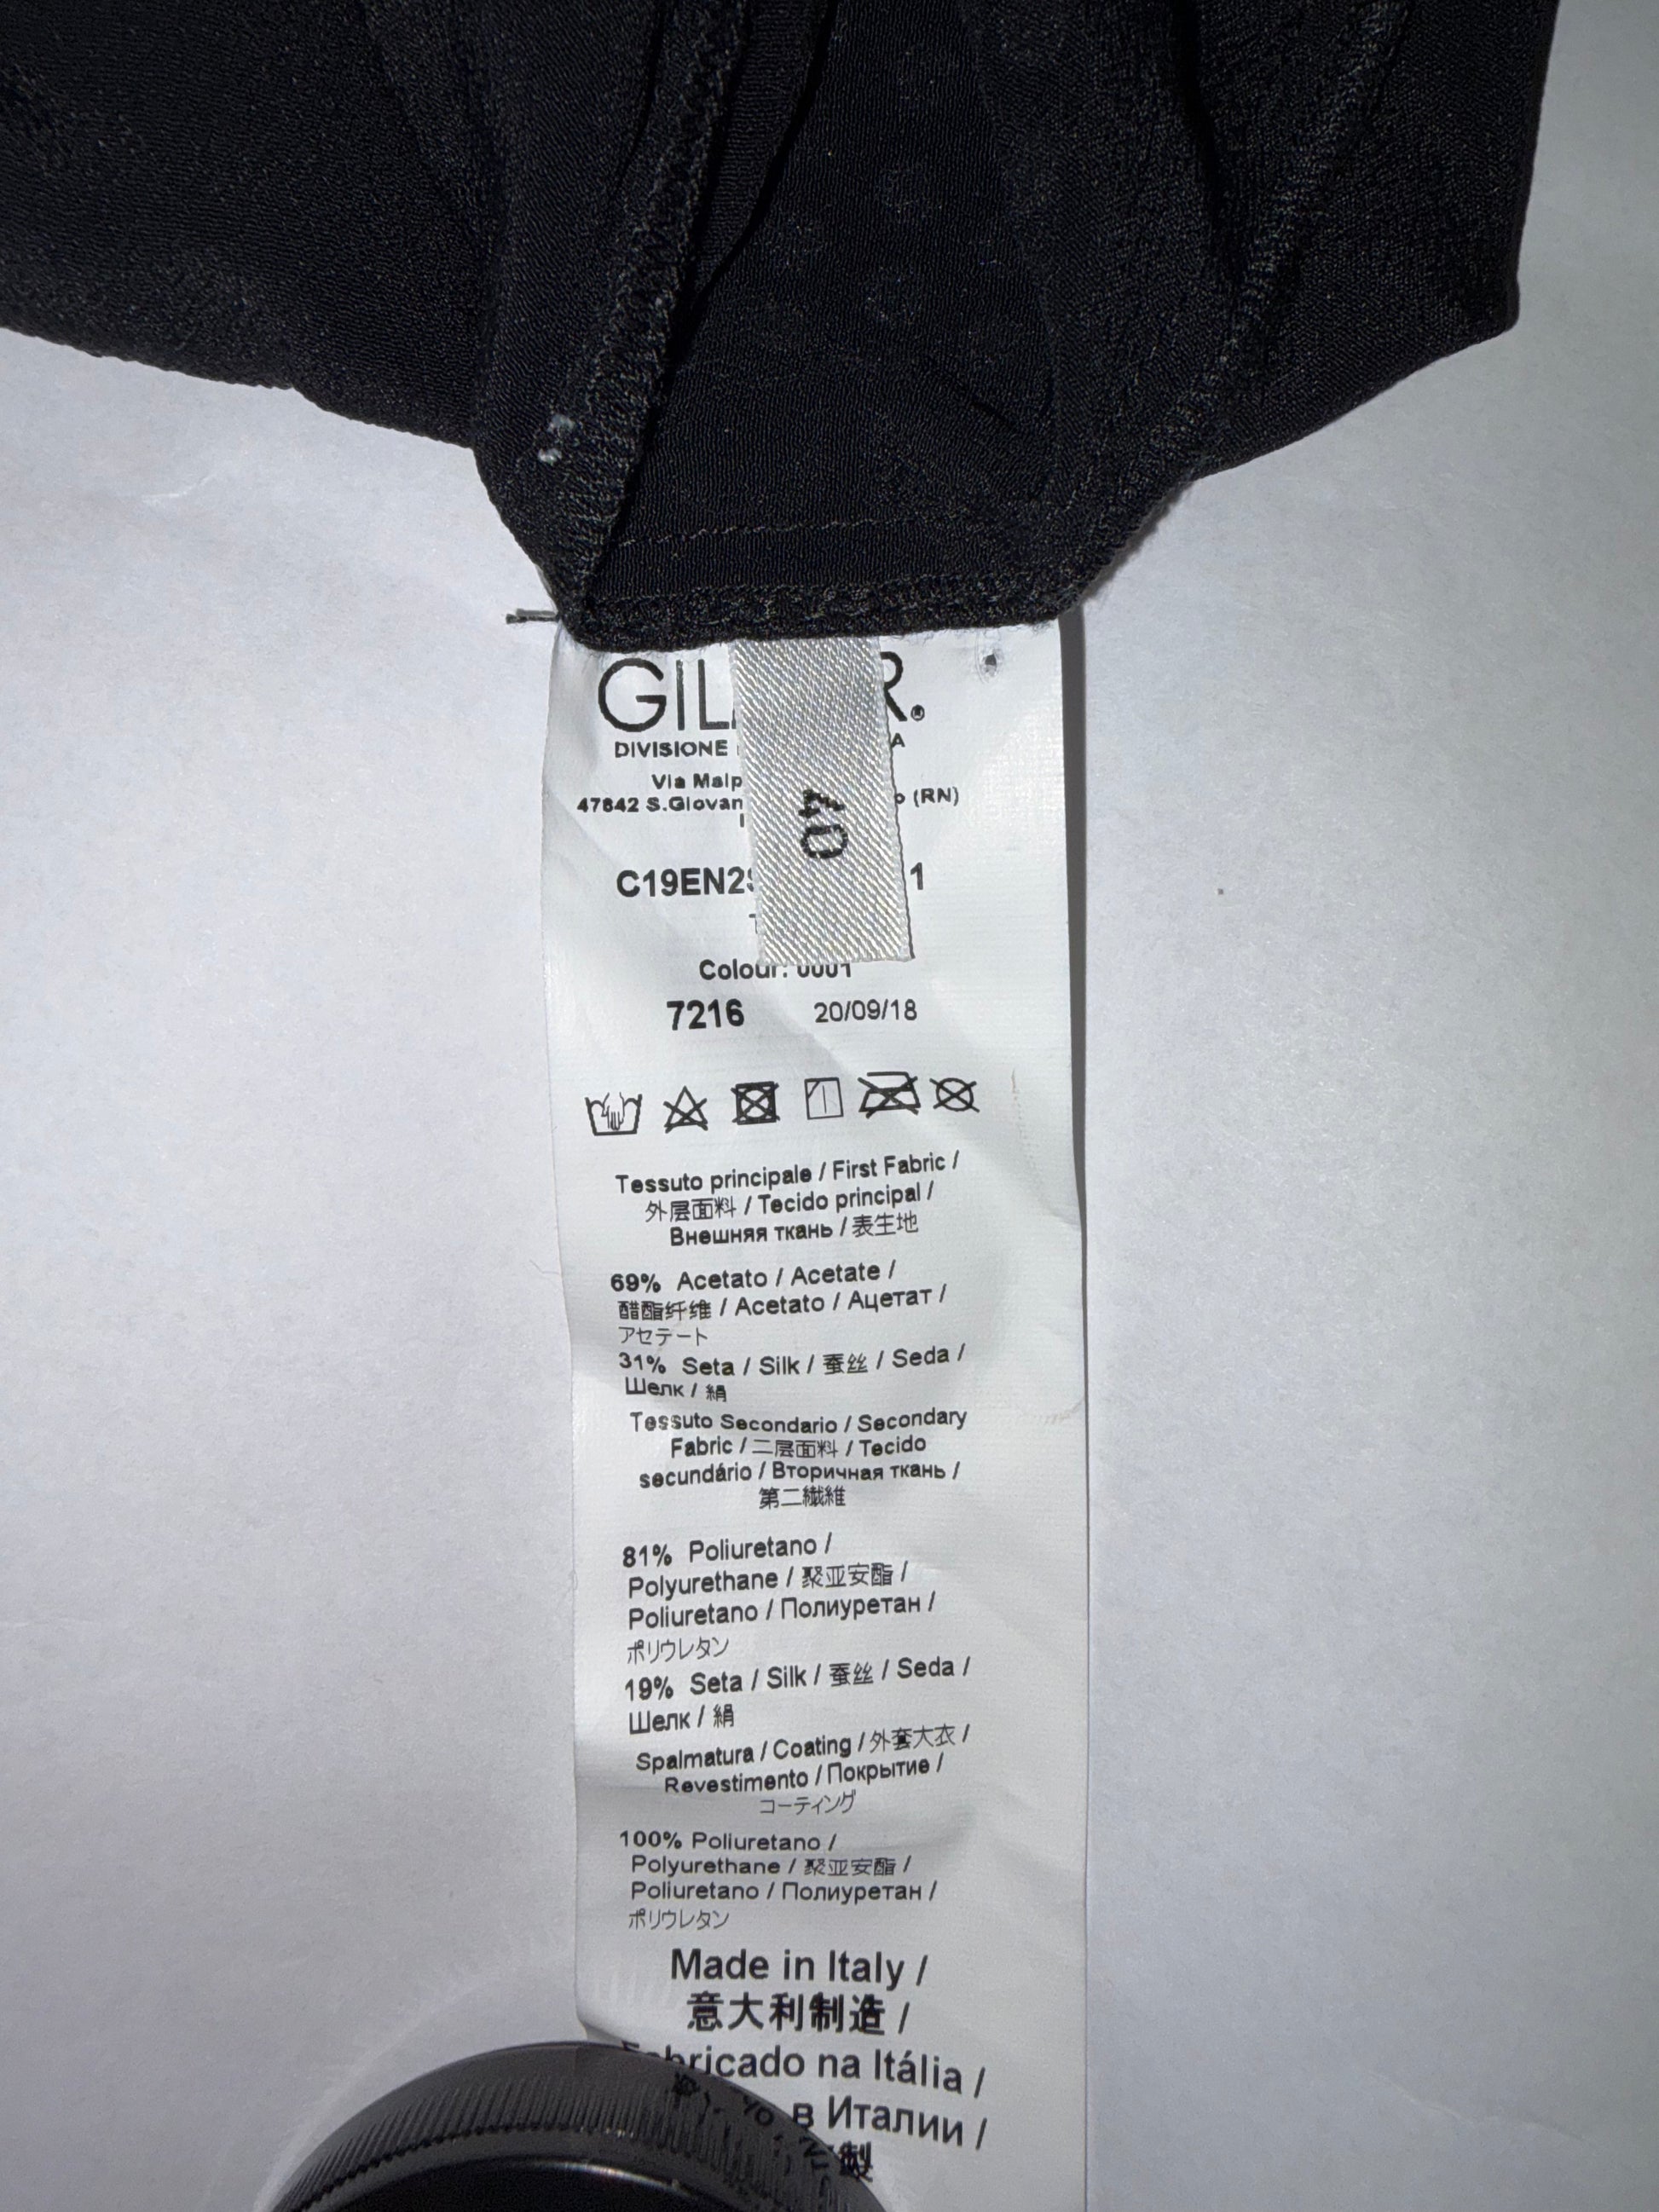 DIVISIONE
Via
47842
(RN)
40
1
Colour: 0001
7216 20/09/18
Tessuto principale / First Fabric /
外层面料 / Tecido principal /
Внешняя ткань / 表生地
69% Acetato / Acetate /
醋酯纤维 / Acetato / Ацетат /
アセテート
31% Seta / Silk / 蚕丝 / Seda /
Шелк / 絹
Tessuto Secondario / Secondary
Fabric / 二层面料 / Tecido
secundário / Вторичная ткань /
第二繊維
81% Poliuretano /
Polyurethane / 聚亚安酯 /
Poliuretano / Полиуретан /
ポリウレタン
19% Seta / Silk / 蚕丝 / Seda /
Шелк / 絹
Spalmatura / Coating / 外套大衣 /
Revestimento / Покрытие /
コーティング
100% Poliuretano /
Polyurethane / 聚亚安酯 /
Poliuretano / Полиуретан /
ポリウレタン
Made in Italy /
意大利制造 /
Fabricado na Itália /
в Италии /
製